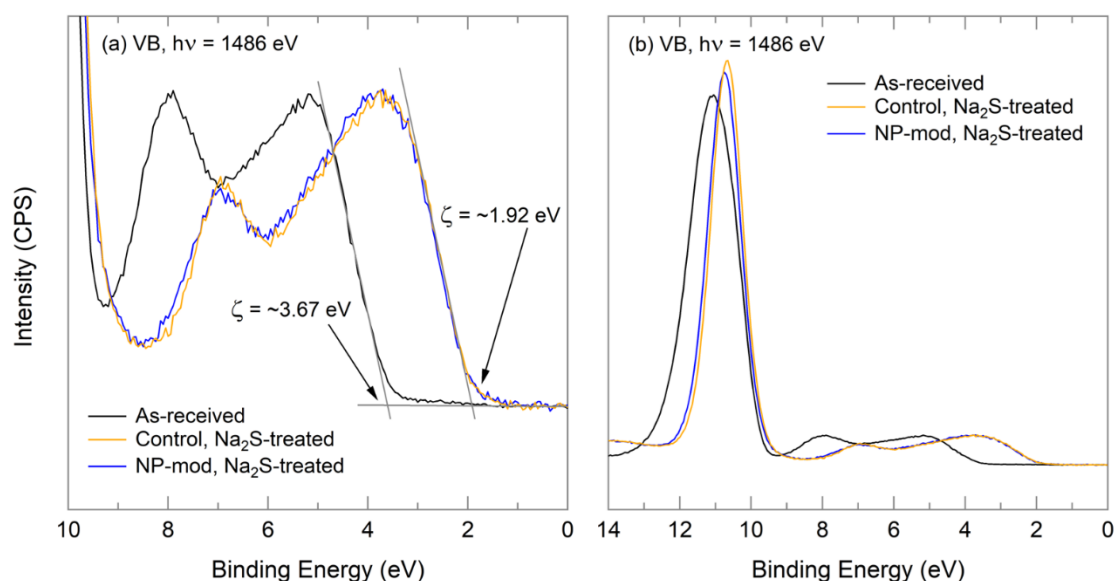 (a) VB, hν = 1486 eV
ζ = ~1.92 eV
ζ = ~3.67 eV
As-received
Control, Na₂S-treated
NP-mod, Na₂S-treated
Intensity (CPS)
10 8 6 4 2 0
Binding Energy (eV)
(b) VB, hν = 1486 eV
As-received
Control, Na₂S-treated
NP-mod, Na₂S-treated
14 12 10 8 6 4 2 0
Binding Energy (eV)